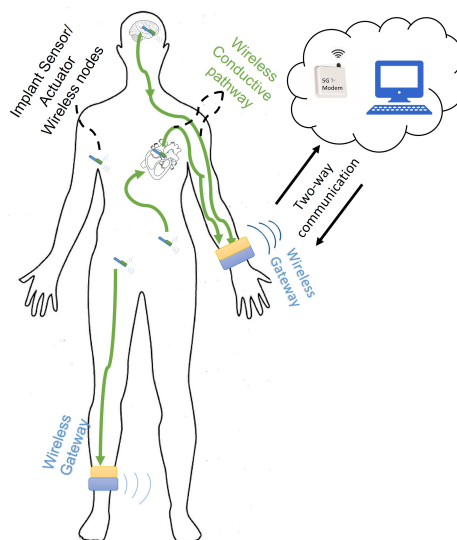 Implant Sensor/
Actuator
Wireless nodes
Wireless
Conductive
pathway
5G
Modem
Two-way
communication
Wireless
Gateway
Wireless
Gateway